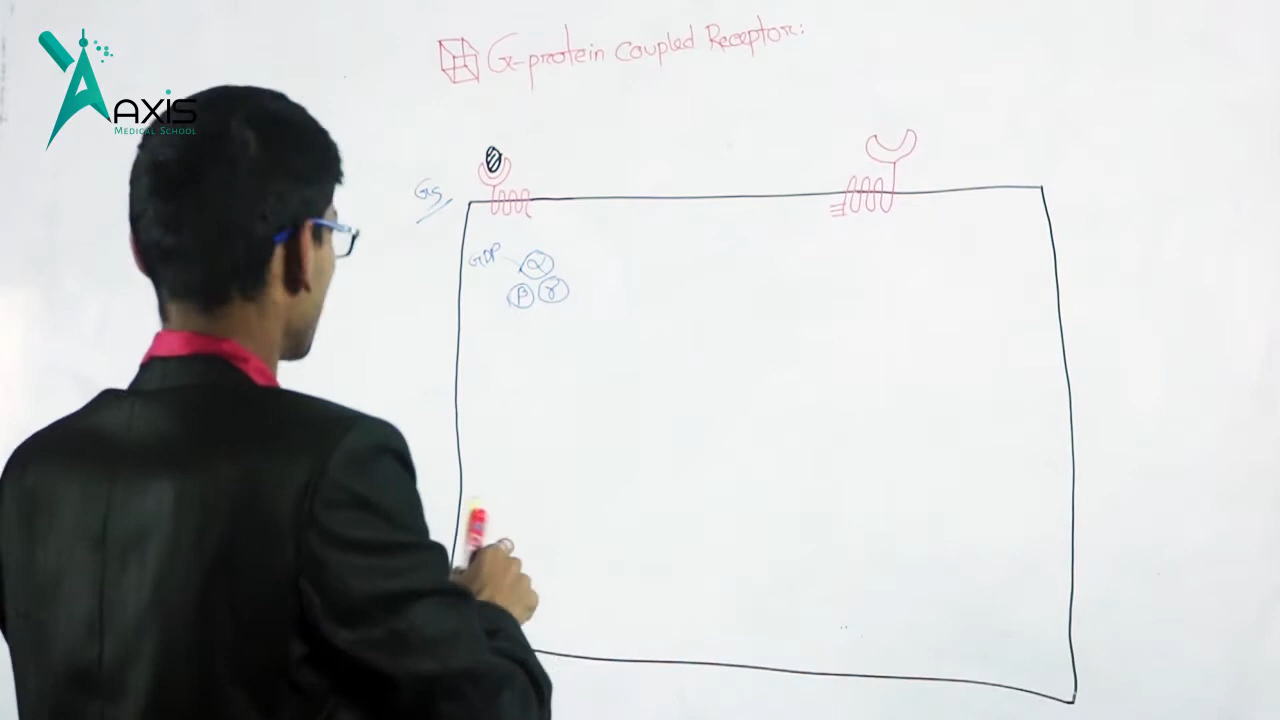 AXIS
MEDICAL SCHOOL
G-protein coupled Receptor:
Gs
GDP α
β γ